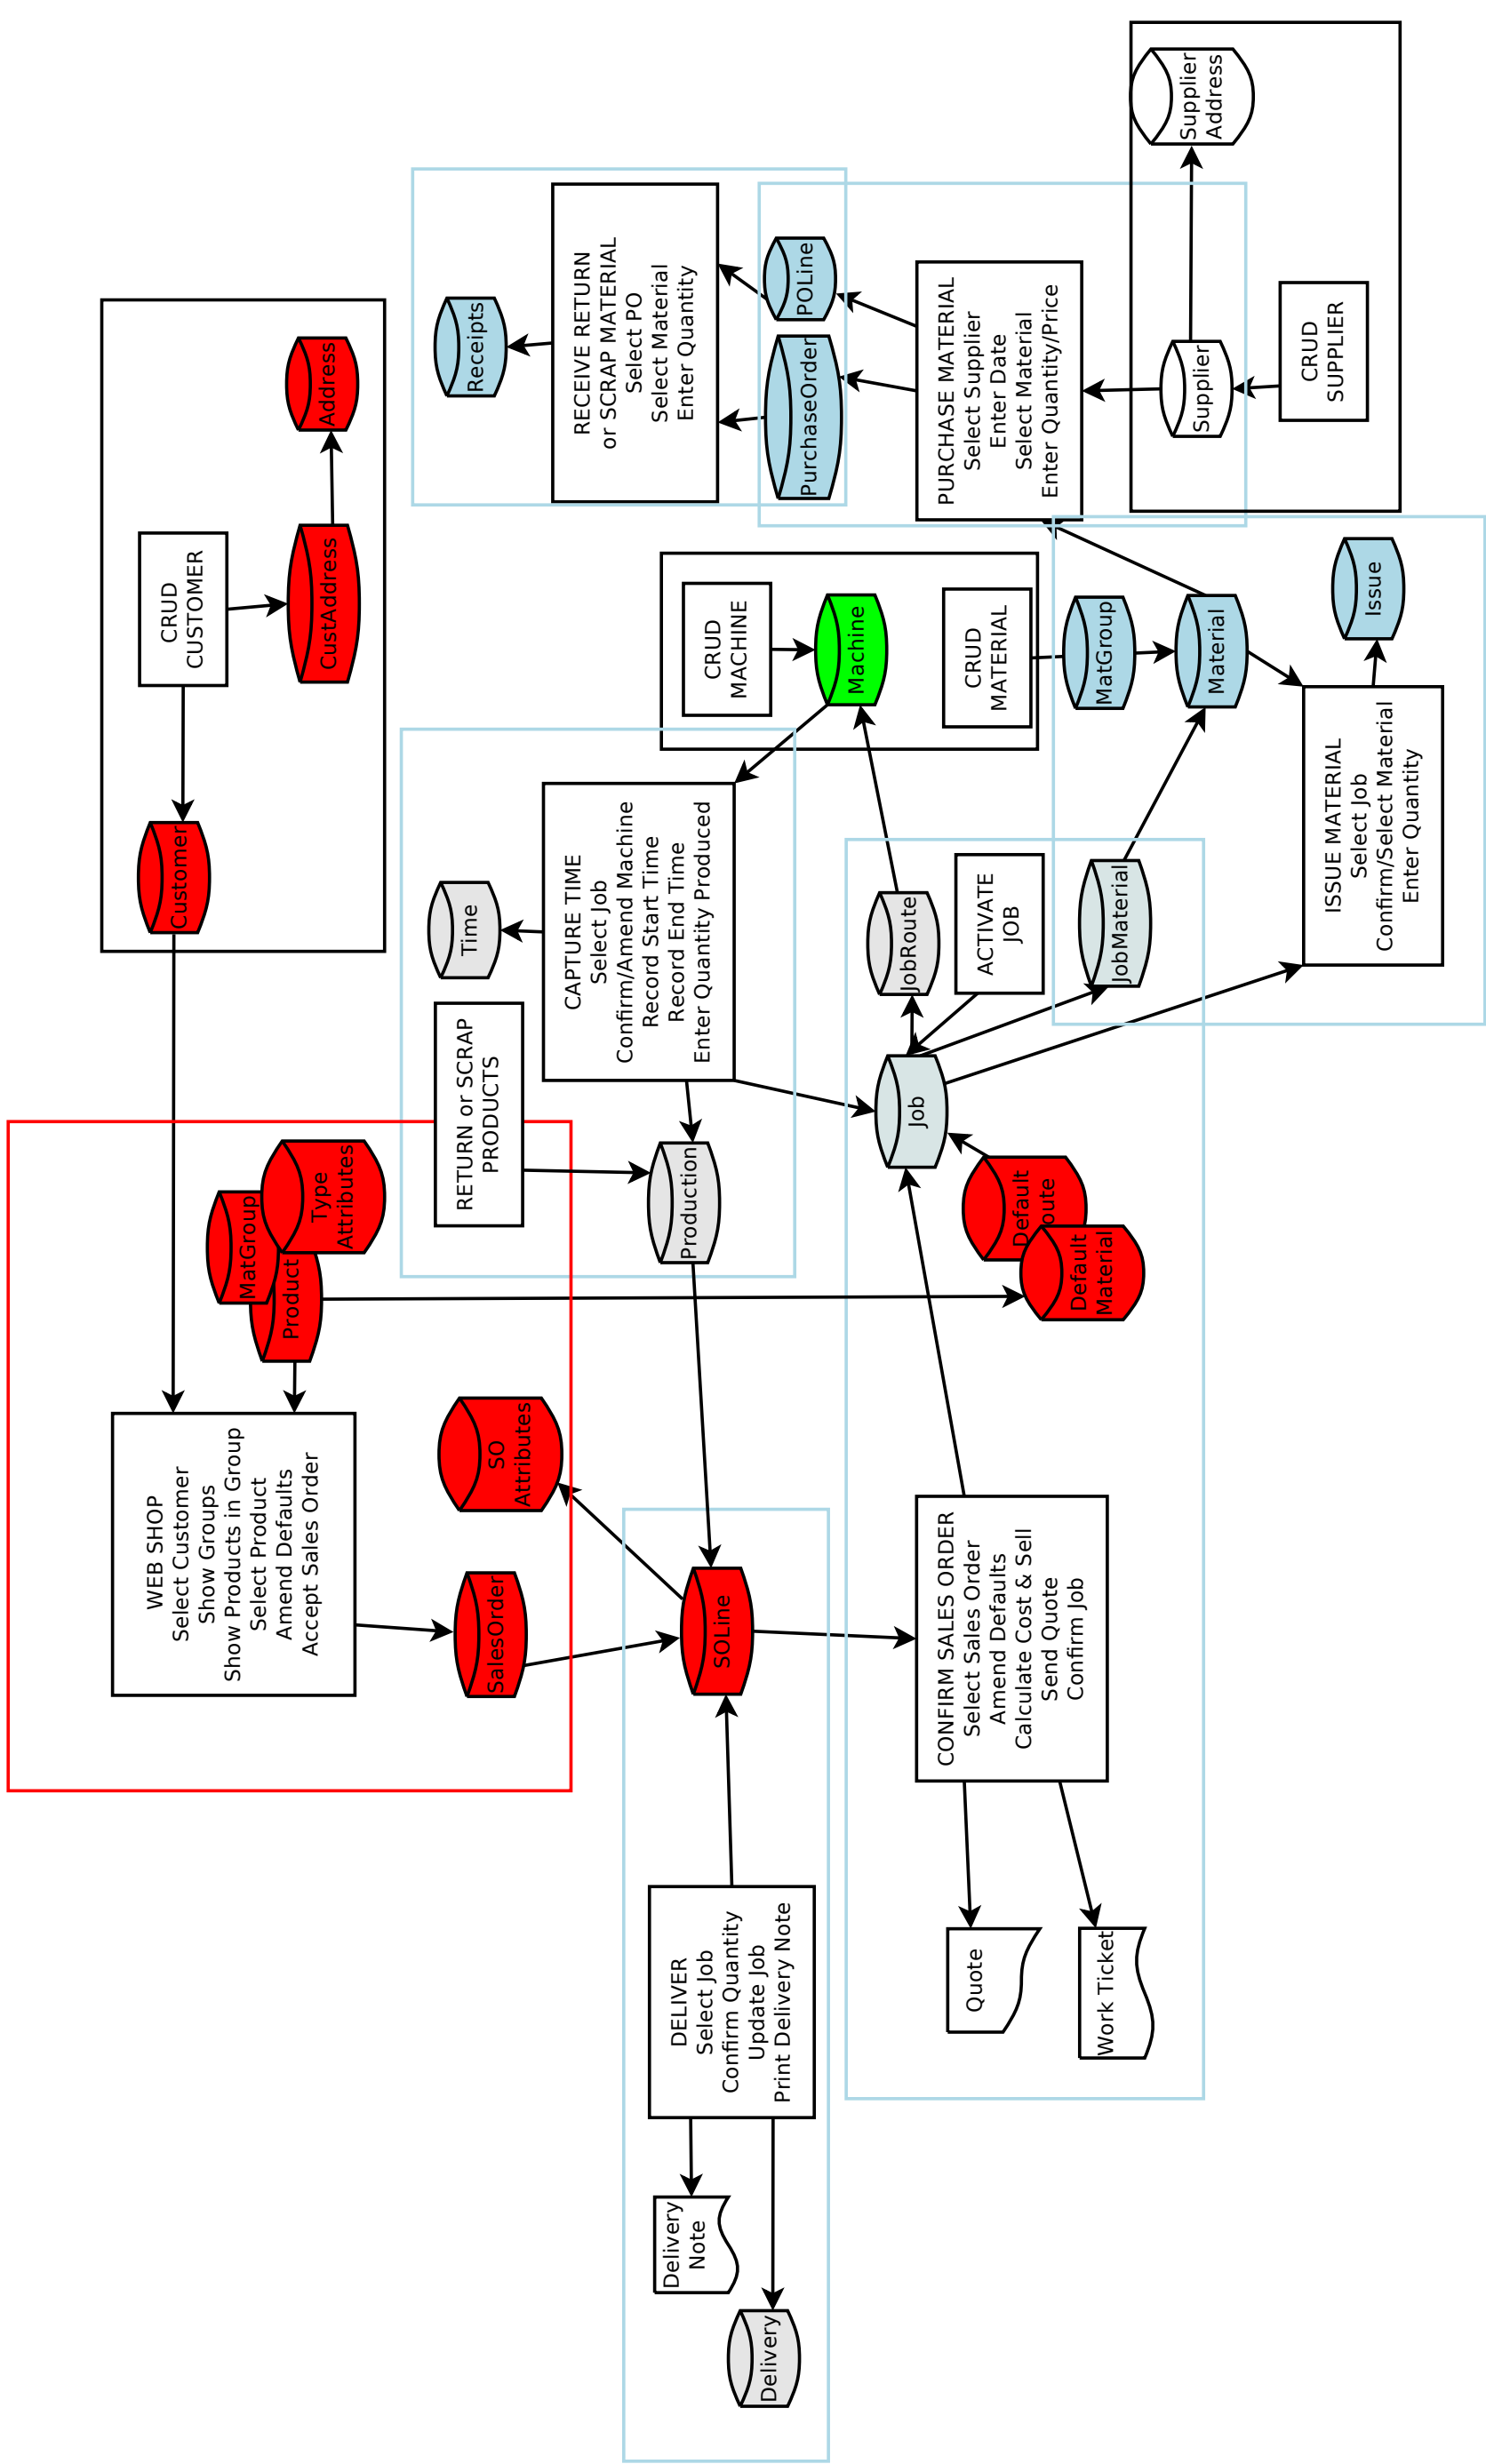 WEB SHOP
Select Customer
Show Groups
Show Products in Group
Select Product
Amend Defaults
Accept Sales Order
Customer
CRUD
CUSTOMER
CustAddress
Address
MatGroup
Product
Type
Attributes
SO
Attributes
SalesOrder
Time
Receipts
RETURN or SCRAP
PRODUCTS
CAPTURE TIME
Select Job
Confirm/Amend Machine
Record Start Time
Record End Time
Enter Quantity Produced
RECEIVE RETURN
or SCRAP MATERIAL
Select PO
Select Material
Enter Quantity
Delivery
Note
Delivery
DELIVER
Select Job
Confirm Quantity
Update Job
Print Delivery Note
SOLine
Production
CRUD
MACHINE
Machine
PurchaseOrder
POLine
Quote
Work Ticket
CONFIRM SALES ORDER
Select Sales Order
Amend Defaults
Calculate Cost & Sell
Send Quote
Confirm Job
Default
oute
Default
Material
Job
JobRoute
ACTIVATE
JOB
JobMaterial
CRUD
MATERIAL
MatGroup
Material
PURCHASE MATERIAL
Select Supplier
Enter Date
Select Material
Enter Quantity/Price
Supplier
Supplier
Address
CRUD
SUPPLIER
ISSUE MATERIAL
Select Job
Confirm/Select Material
Enter Quantity
Issue